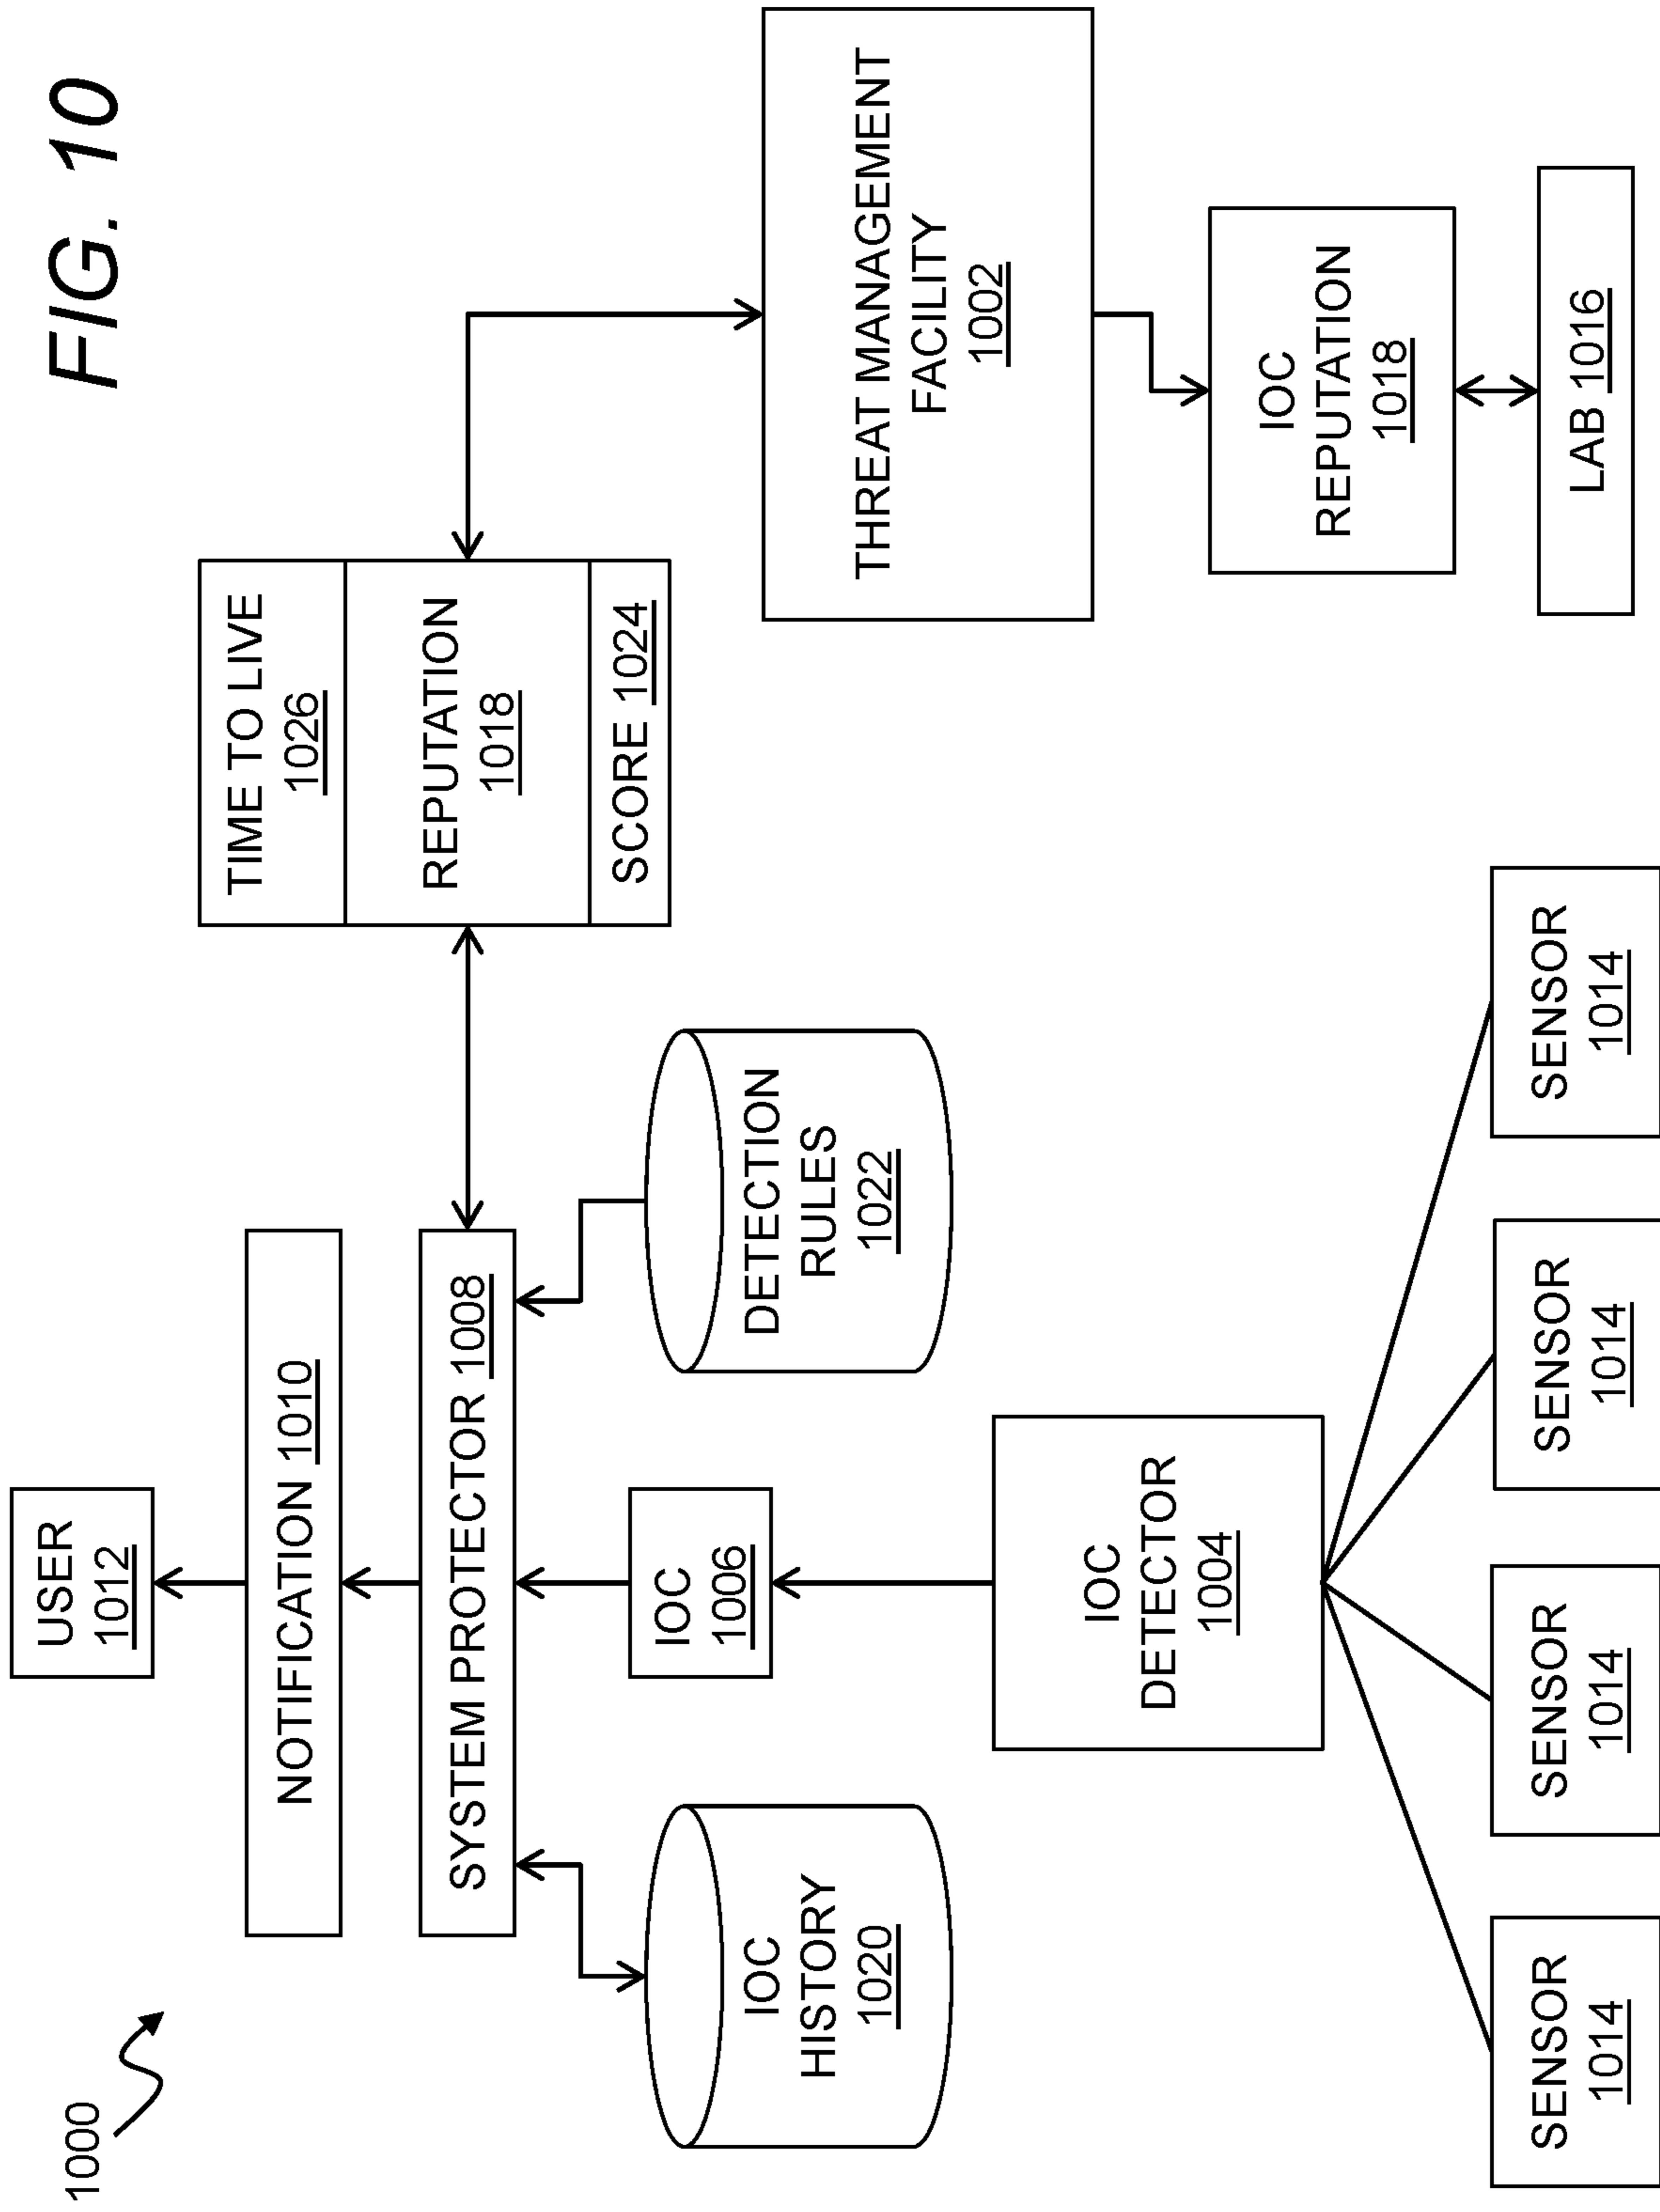 FIG. 10
1000
USER
1012
NOTIFICATION 1010
SYSTEM PROTECTOR 1008
TIME TO LIVE
1026
REPUTATION
1018
SCORE 1024
IOC
HISTORY
1020
IOC
1006
DETECTION
RULES
1022
THREAT MANAGEMENT
FACILITY
1002
IOC
DETECTOR
1004
IOC
REPUTATION
1018
LAB 1016
SENSOR
1014
SENSOR
1014
SENSOR
1014
SENSOR
1014